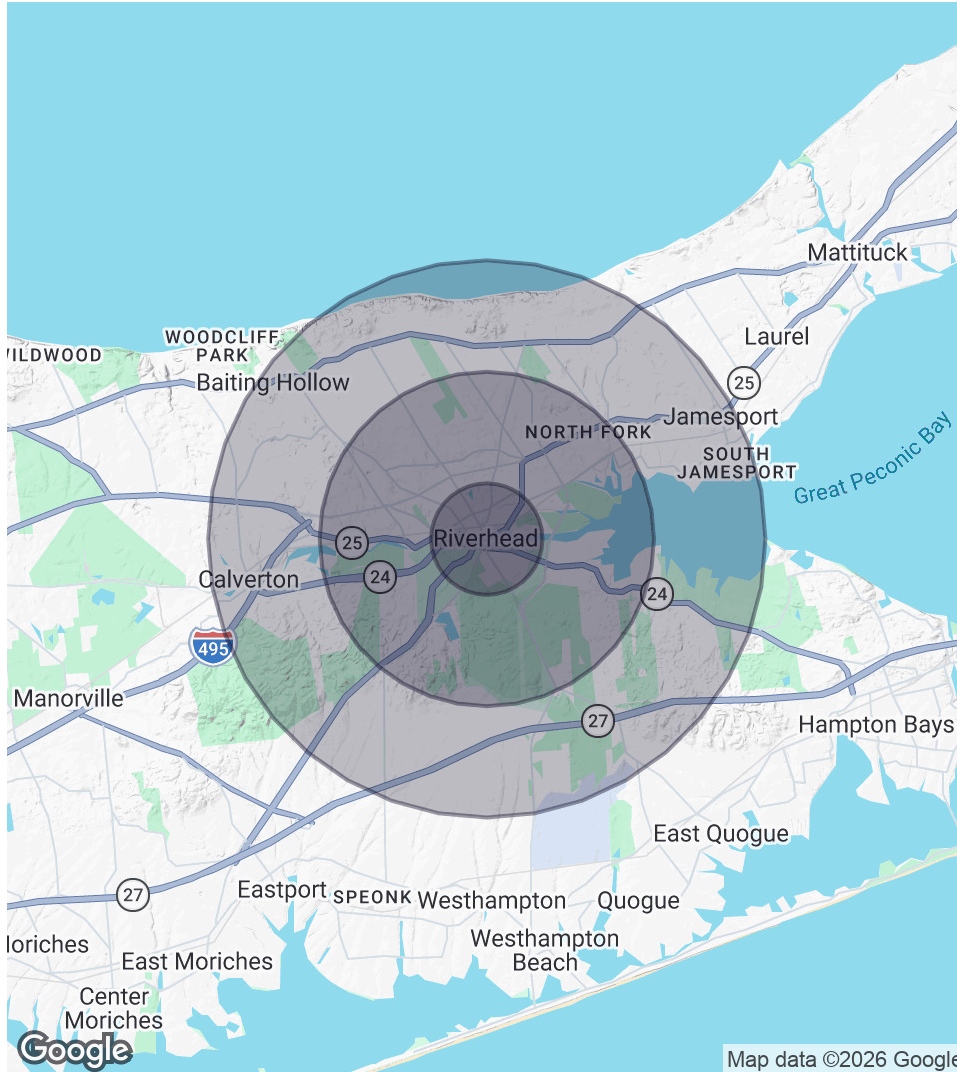 Mattituck
WOODCLIFF
PARK
VILDWOOD
Laurel
Baiting Hollow
25
Jamesport
NORTH FORK
SOUTH
JAMESPORT
Great Peconic Bay
25
Riverhead
Calverton
24
24
495
Manorville
27
Hampton Bays
East Quogue
27
Eastport
SPEONK
Westhampton
Quogue
Moriches
Westhampton
Beach
East Moriches
Center
Moriches
Google
Map data ©2026 Google